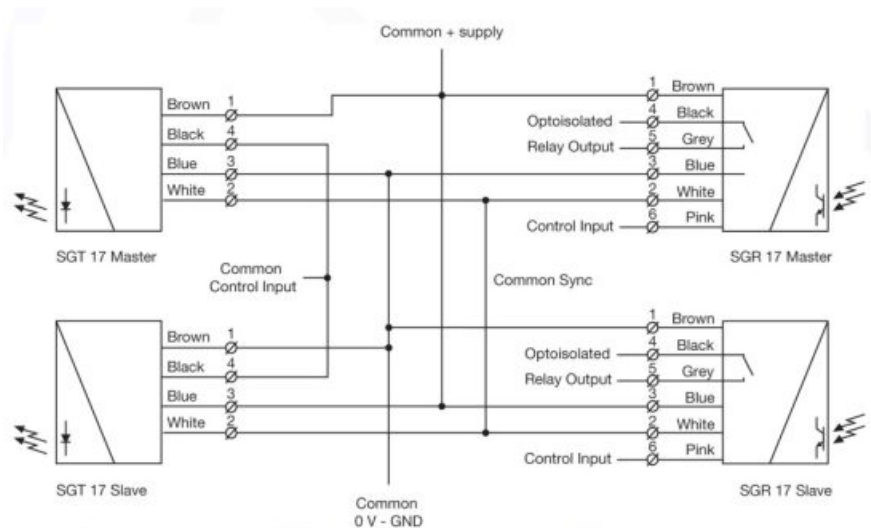 Common + supply
Brown 1
Black 4
Blue 3
White 2
SGT 17 Master
1 Brown
Optoisolated 4 Black
Relay Output 5 Grey
3 Blue
2 White
Control Input 6 Pink
SGR 17 Master
Common
Control Input
Common Sync
Brown 1
Black 4
Blue 3
White 2
SGT 17 Slave
1 Brown
Optoisolated 4 Black
Relay Output 5 Grey
3 Blue
2 White
Control Input 6 Pink
SGR 17 Slave
Common
0 V - GND